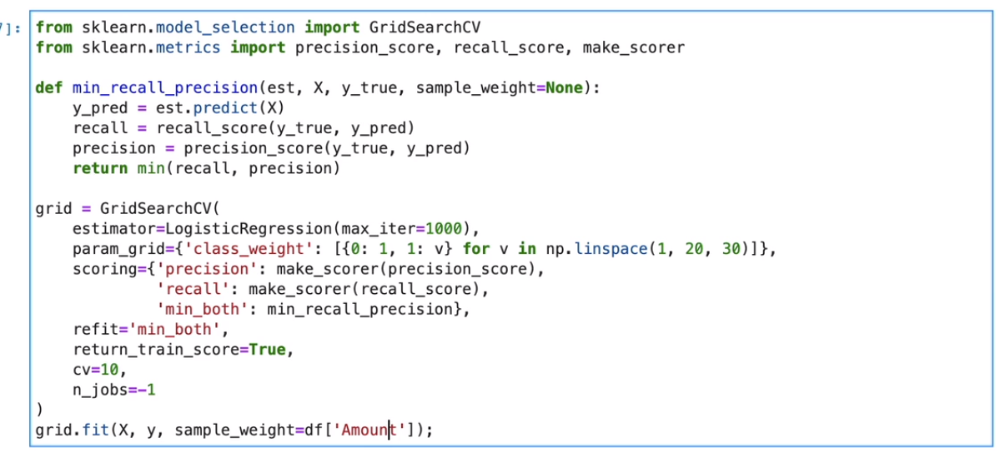 7]:
from sklearn.model_selection import GridSearchCV
from sklearn.metrics import precision_score, recall_score, make_scorer

def min_recall_precision(est, X, y_true, sample_weight=None):
    y_pred = est.predict(X)
    recall = recall_score(y_true, y_pred)
    precision = precision_score(y_true, y_pred)
    return min(recall, precision)

grid = GridSearchCV(
    estimator=LogisticRegression(max_iter=1000),
    param_grid={'class_weight': [{0: 1, 1: v} for v in np.linspace(1, 20, 30)]},
    scoring={'precision': make_scorer(precision_score),
             'recall': make_scorer(recall_score),
             'min_both': min_recall_precision},
    refit='min_both',
    return_train_score=True,
    cv=10,
    n_jobs=-1
)
grid.fit(X, y, sample_weight=df['Amount']);